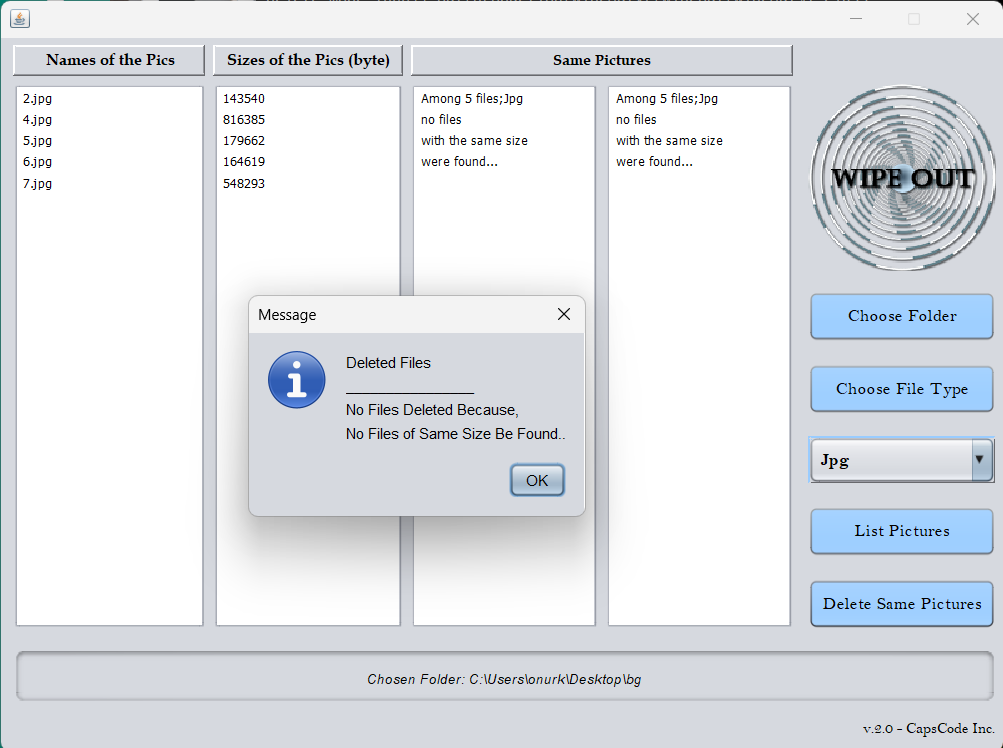 Names of the Pics
Sizes of the Pics (byte)
Same Pictures
2.jpg
4.jpg
5.jpg
6.jpg
7.jpg
143540
816385
179662
164619
548293
Among 5 files;Jpg
no files
with the same size
were found...
Among 5 files;Jpg
no files
with the same size
were found...
WIPE OUT
Message
Deleted Files
No Files Deleted Because,
No Files of Same Size Be Found..
OK
Choose Folder
Choose File Type
Jpg
List Pictures
Delete Same Pictures
Chosen Folder: C:\Users\onurk\Desktop\bg
v.2.0 - CapsCode Inc.